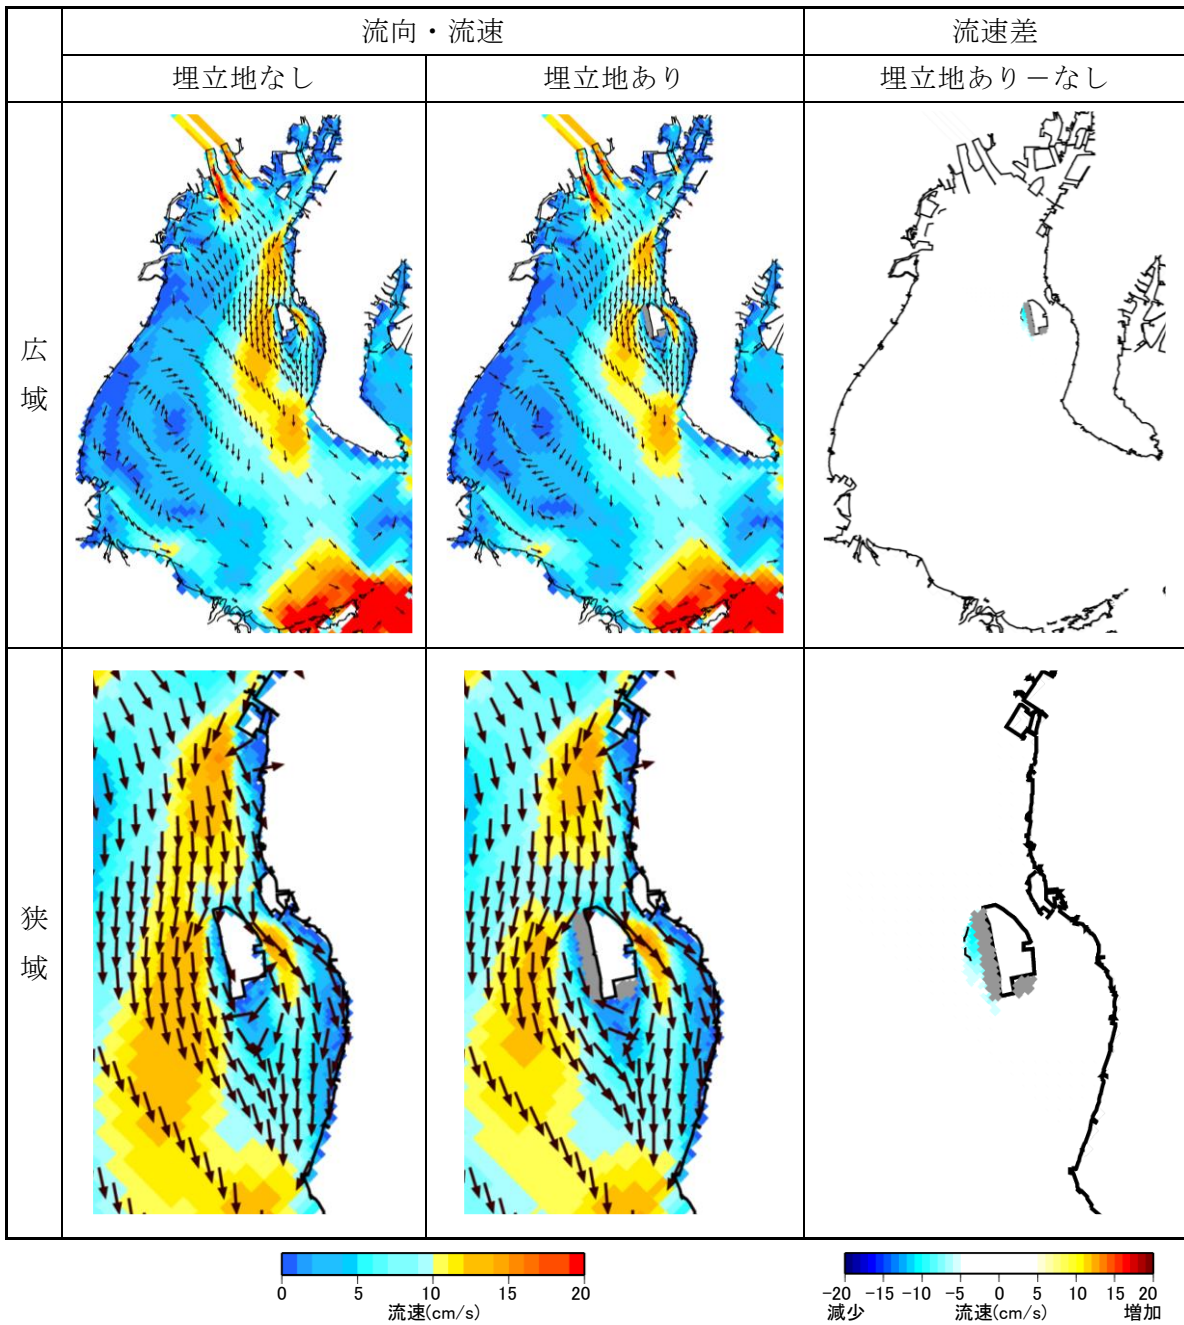 流向・流速
流速差
埋立地なし
埋立地あり
埋立地あり－なし
広域
狭域
0 5 10 15 20
流速(cm/s)
-20 -15 -10 -5 0 5 10 15 20
減少 流速(cm/s) 増加